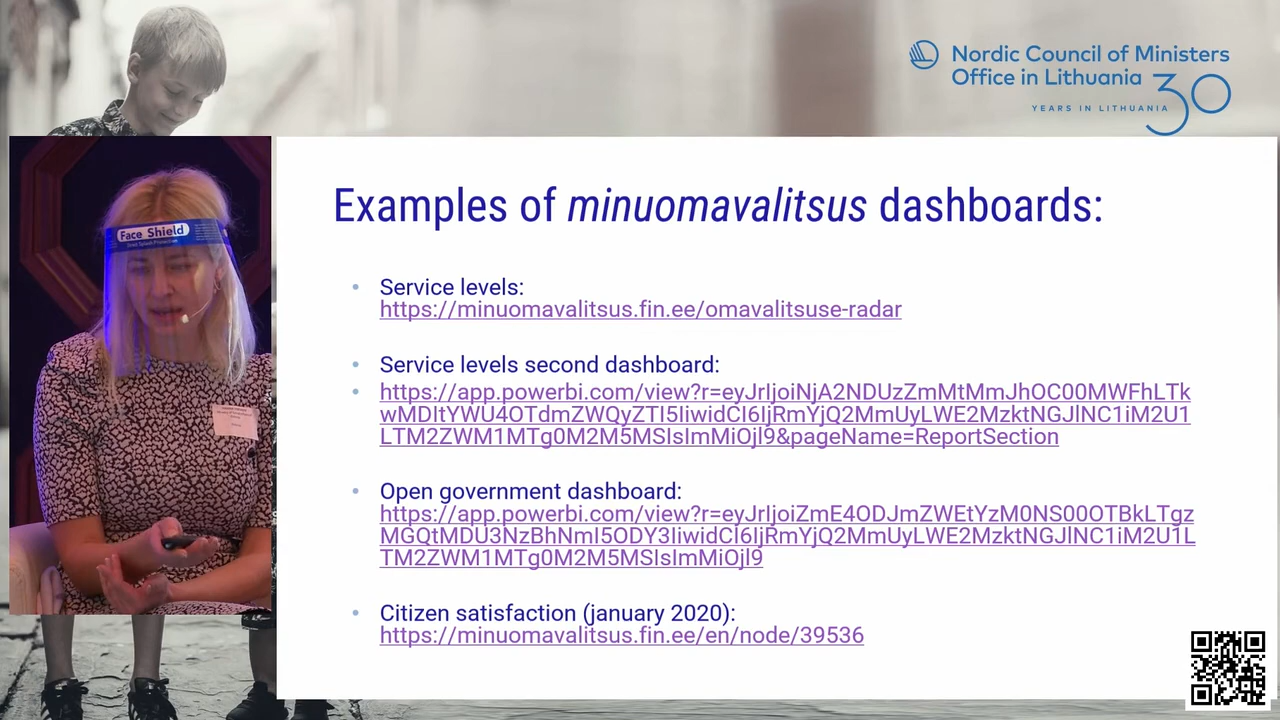 Nordic Council of Ministers
Office in Lithuania
YEARS IN LITHUANIA 30
Face Shield
Examples of minuomavalitsus dashboards:
• Service levels:
https://minuomavalitsus.fin.ee/omavalitsuse-radar
• Service levels second dashboard:
• https://app.powerbi.com/view?r=eyJrIjoiNjA2NDUzZmMtMmJhOC00MWFhLTk
wMDItYWU4OTdmZWQyZTI5IiwidCI6IjRmYjQ2MmUyLWE2MzktNGJlNC1iM2U1
LTM2ZWM1MTg0M2M5MSIsImMiOjl9&pageName=ReportSection
• Open government dashboard:
https://app.powerbi.com/view?r=eyJrIjoiZmE4ODJmZWEtYzM0NS00OTBkLTgz
MGQtMDU3NzBhNmI5ODY3IiwidCI6IjRmYjQ2MmUyLWE2MzktNGJlNC1iM2U1L
TM2ZWM1MTg0M2M5MSIsImMiOjl9
• Citizen satisfaction (january 2020):
https://minuomavalitsus.fin.ee/en/node/39536